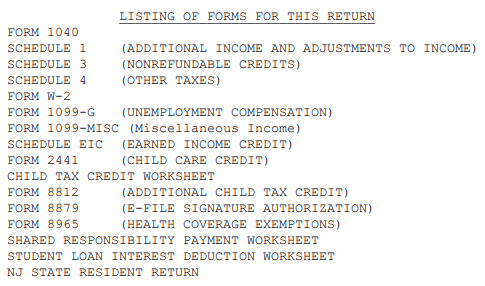 LISTING OF FORMS FOR THIS RETURN
FORM 1040
SCHEDULE 1 (ADDITIONAL INCOME AND ADJUSTMENTS TO INCOME)
SCHEDULE 3 (NONREFUNDABLE CREDITS)
SCHEDULE 4 (OTHER TAXES)
FORM W-2
FORM 1099-G (UNEMPLOYMENT COMPENSATION)
FORM 1099-MISC (Miscellaneous Income)
SCHEDULE EIC (EARNED INCOME CREDIT)
FORM 2441 (CHILD CARE CREDIT)
CHILD TAX CREDIT WORKSHEET
FORM 8812 (ADDITIONAL CHILD TAX CREDIT)
FORM 8879 (E-FILE SIGNATURE AUTHORIZATION)
FORM 8965 (HEALTH COVERAGE EXEMPTIONS)
SHARED RESPONSIBILITY PAYMENT WORKSHEET
STUDENT LOAN INTEREST DEDUCTION WORKSHEET
NJ STATE RESIDENT RETURN